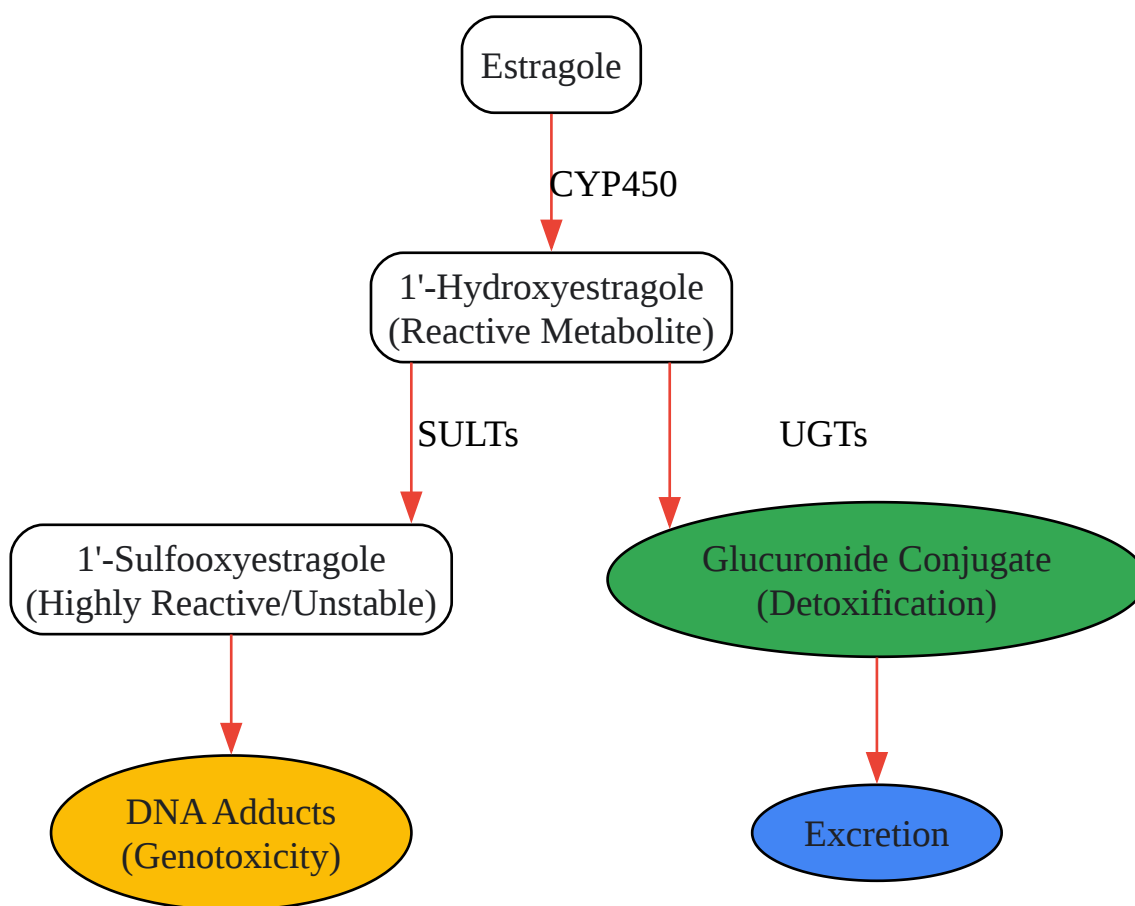 Estragole
CYP450
1'-Hydroxyestragole
(Reactive Metabolite)
SULTs
UGTs
1'-Sulfooxyestragole
(Highly Reactive/Unstable)
Glucuronide Conjugate
(Detoxification)
DNA Adducts
(Genotoxicity)
Excretion